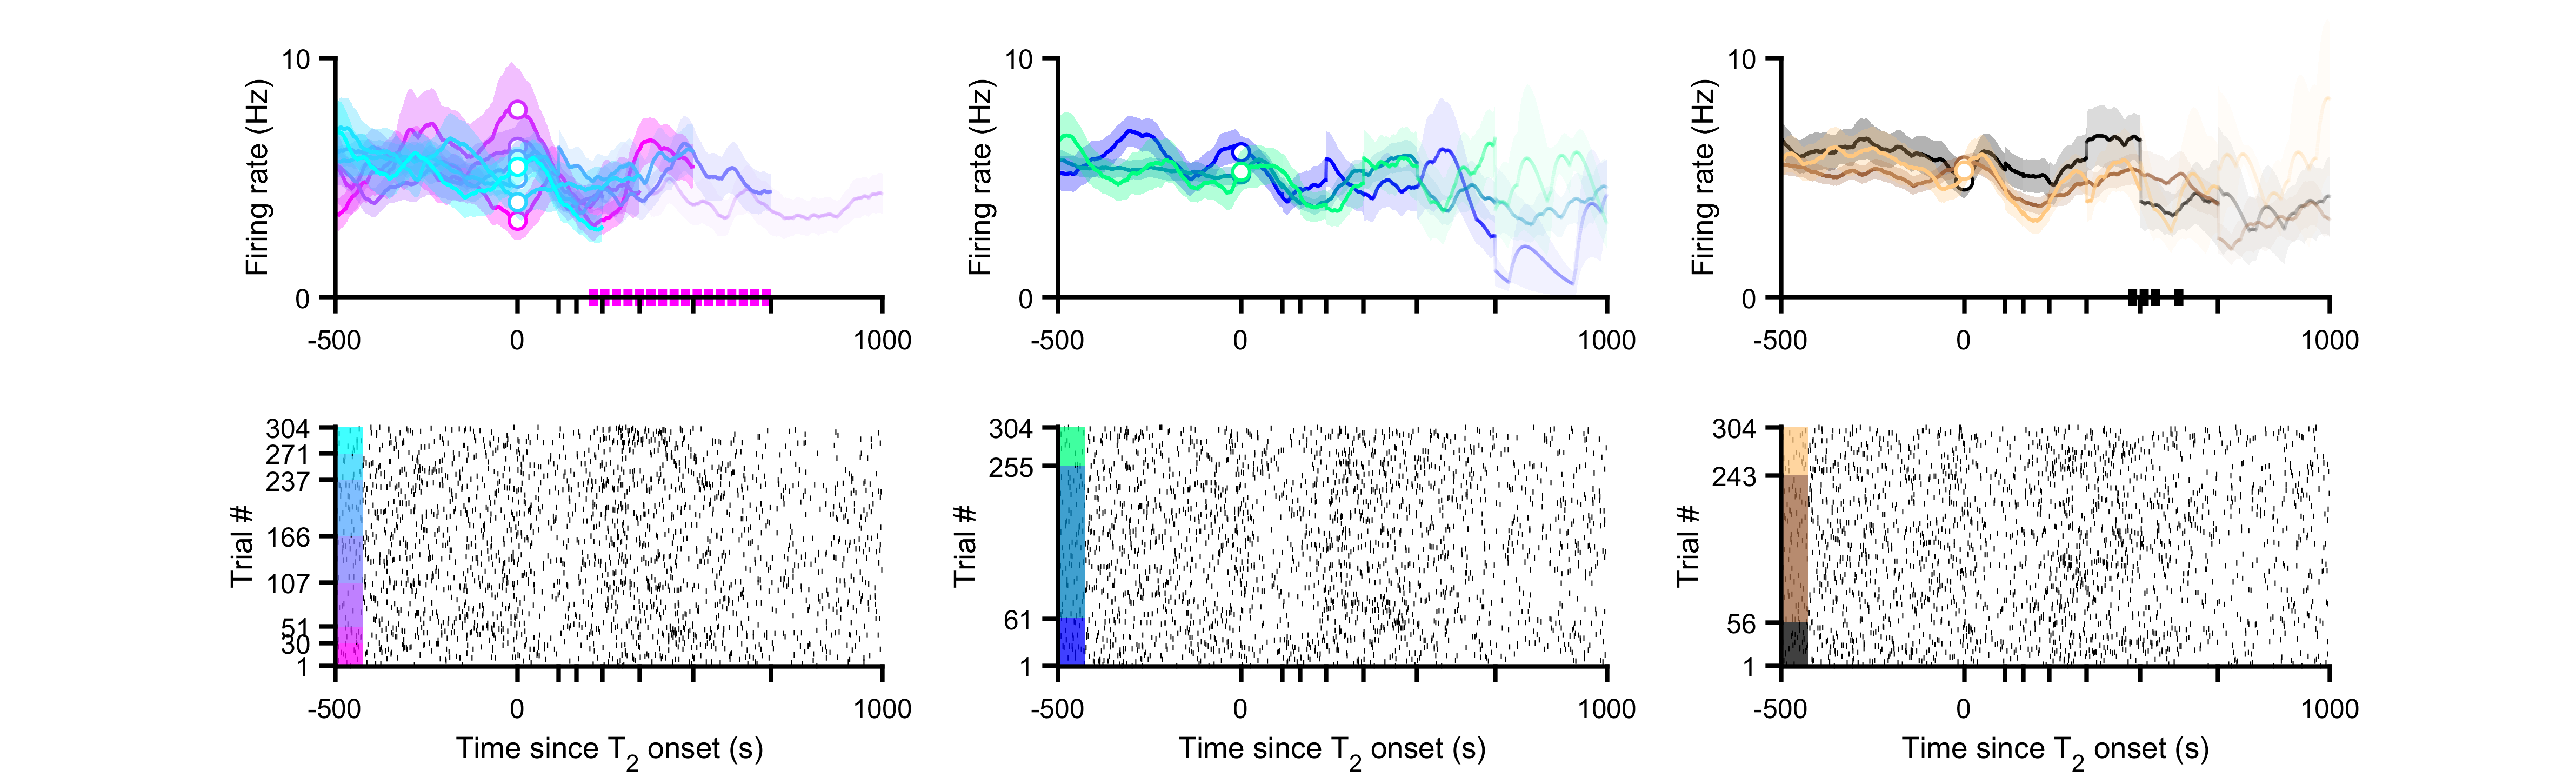 10
Firing rate (Hz)
0
-500 0 1000
10
Firing rate (Hz)
0
-500 0 1000
10
Firing rate (Hz)
0
-500 0 1000
304
271
237
166
107
51
30
1
Trial #
-500 0 1000
Time since T2 onset (s)
304
255
61
1
Trial #
-500 0 1000
Time since T2 onset (s)
304
243
56
1
Trial #
-500 0 1000
Time since T2 onset (s)